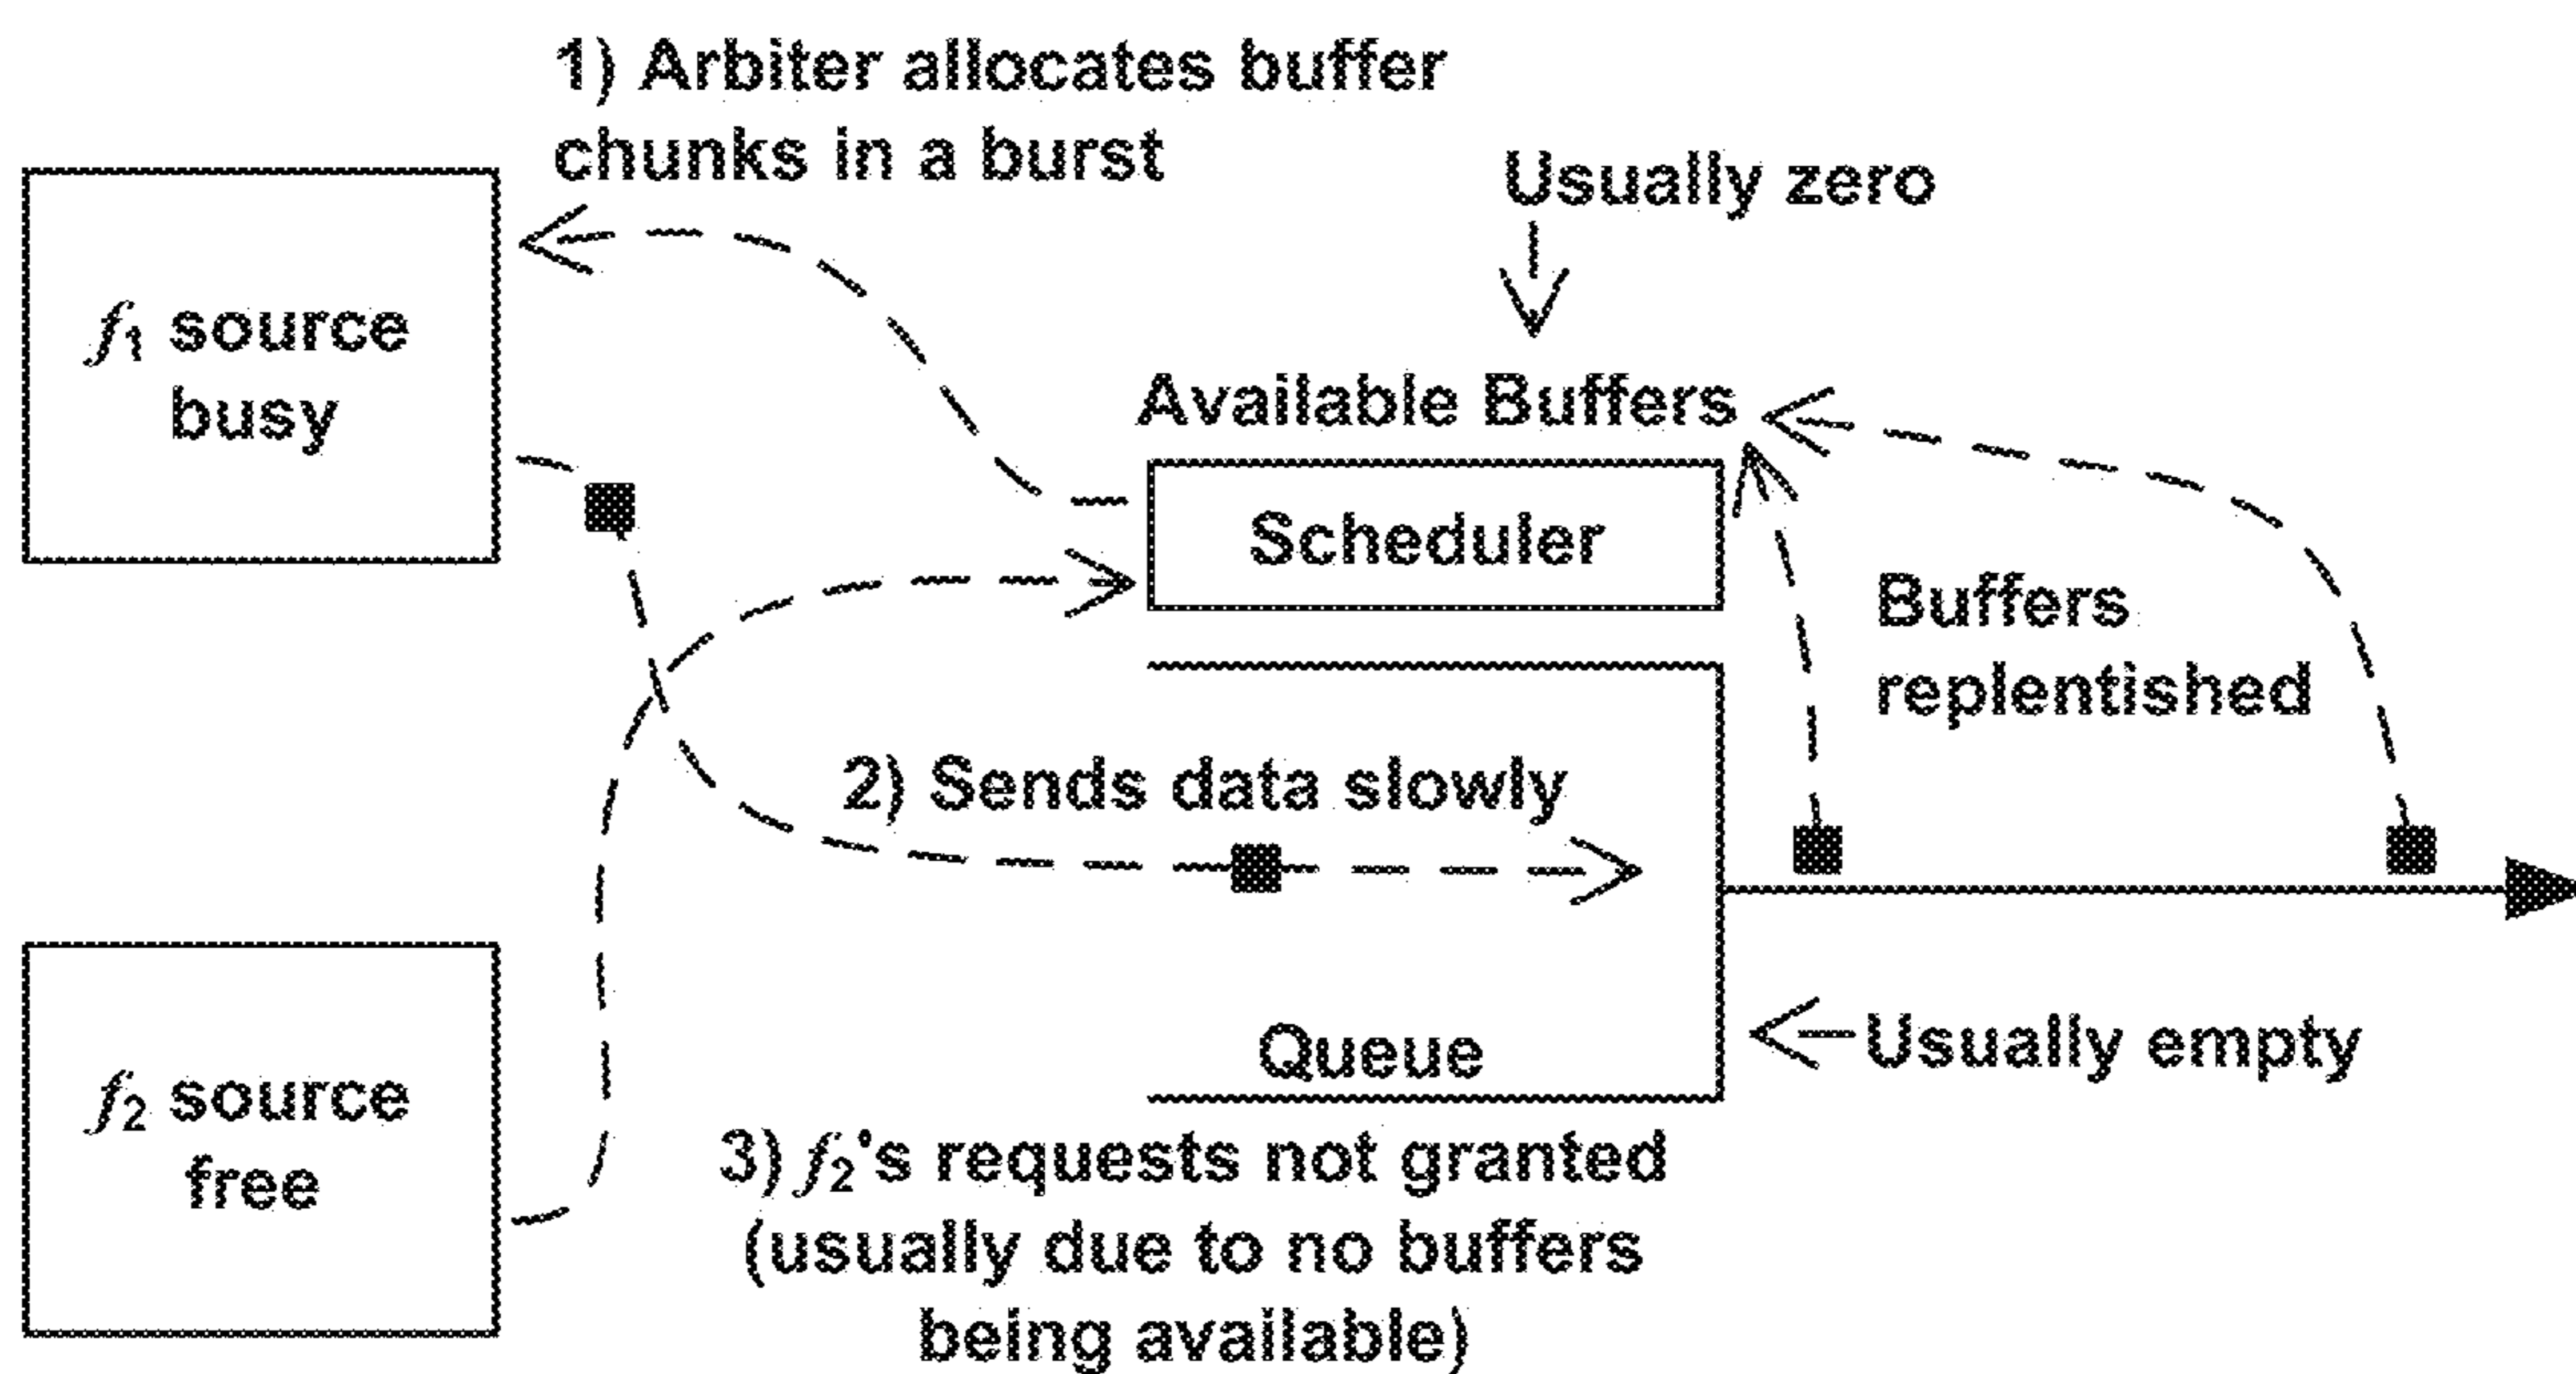 1) Arbiter allocates buffer
chunks in a burst
Usually zero
f₁ source
busy
Available Buffers
Scheduler
Buffers
replentished
2) Sends data slowly
Queue
Usually empty
f₂ source
free
3) f₂'s requests not granted
(usually due to no buffers
being available)